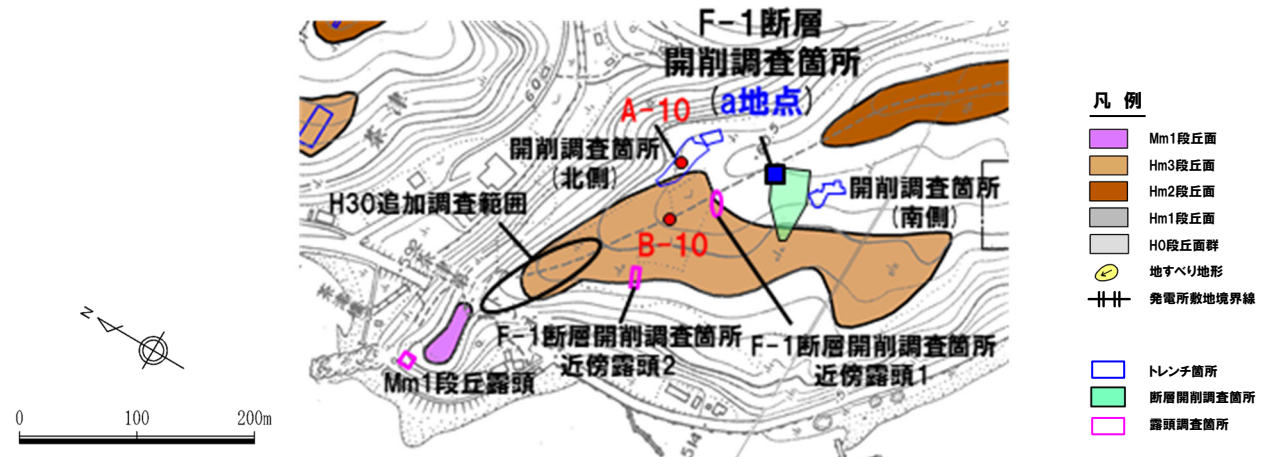 F-1断層
開削調査箇所
(a地点)
A-10
開削調査箇所
(北側)
H30追加調査範囲
開削調査箇所
(南側)
B-10
F-1断層開削調査箇所
近傍露頭2
F-1断層開削調査箇所
近傍露頭1
Mm1段丘露頭
60
514
N
0 100 200m
凡 例
Mm1段丘面
Hm3段丘面
Hm2段丘面
Hm1段丘面
H0段丘面群
地すべり地形
発電所敷地境界線
トレンチ箇所
断層開削調査箇所
露頭調査箇所